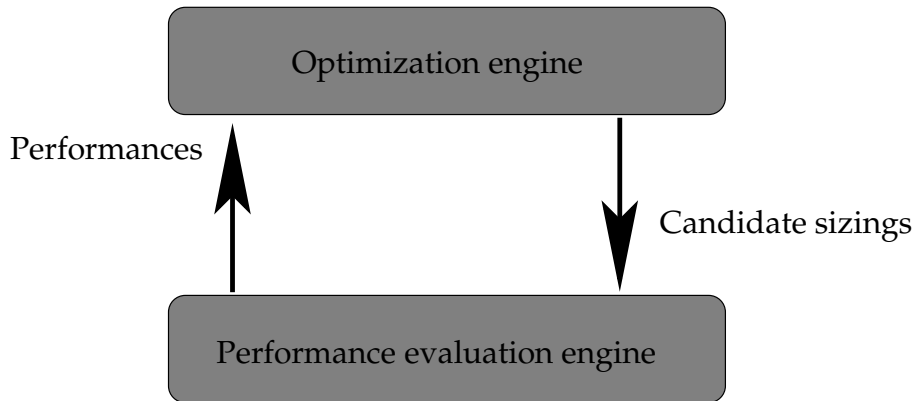 Optimization engine
Performances
Candidate sizings
Performance evaluation engine